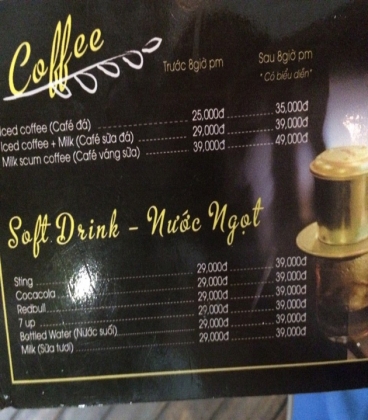 Coffee
Trước 8giờ pm Sau 8giờ pm
"Có biểu diễn"
Iced coffee (Café đá) 25,000đ 35,000đ
Iced coffee + Milk (Café sữa đá) 29,000đ 39,000đ
Milk scum coffee (Café váng sữa) 39,000đ 49,000đ
Soft Drink - Nước Ngọt
Sting 29,000đ 39,000đ
Cocacola 29,000đ 39,000đ
Redbull 29,000đ 39,000đ
7 up 29,000đ 39,000đ
Bottled Water (Nước suối) 29,000đ 39,000đ
Milk (Sữa tươi) 29,000đ 39,000đ